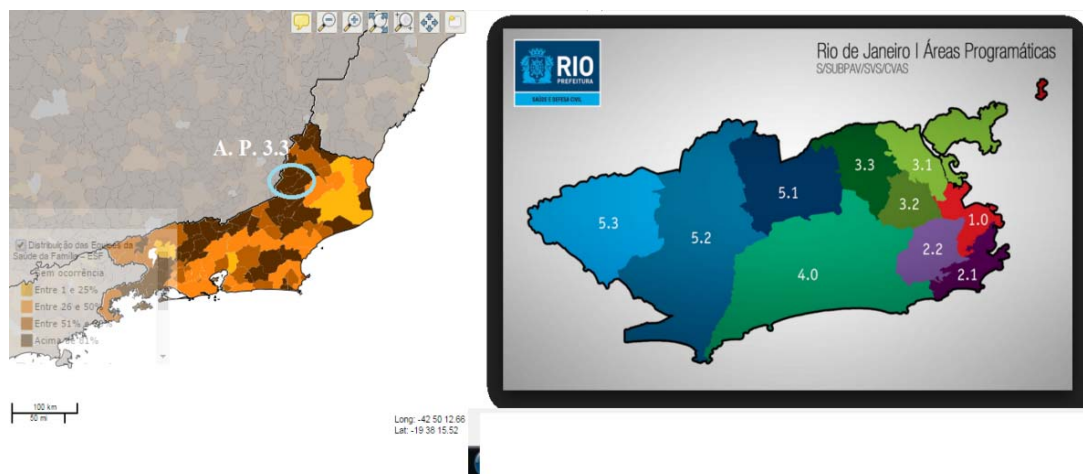 A. P. 3.3
Distribuição das Equipes da
Saúde da Família – ESF
Sem ocorrência
Entre 1 e 25%
Entre 26 e 50%
Entre 51% e
Acima de 81%
100 km
50 mi
Long: -42 50 12.66
Lat: -19 38 15.52
RIO
PREFEITURA
SAÚDE E DEFESA CIVIL
Rio de Janeiro | Áreas Programáticas
S/SUBPAV/SVS/CVAS
3.3
3.1
5.1
3.2
5.3
1.0
5.2
2.2
4.0
2.1